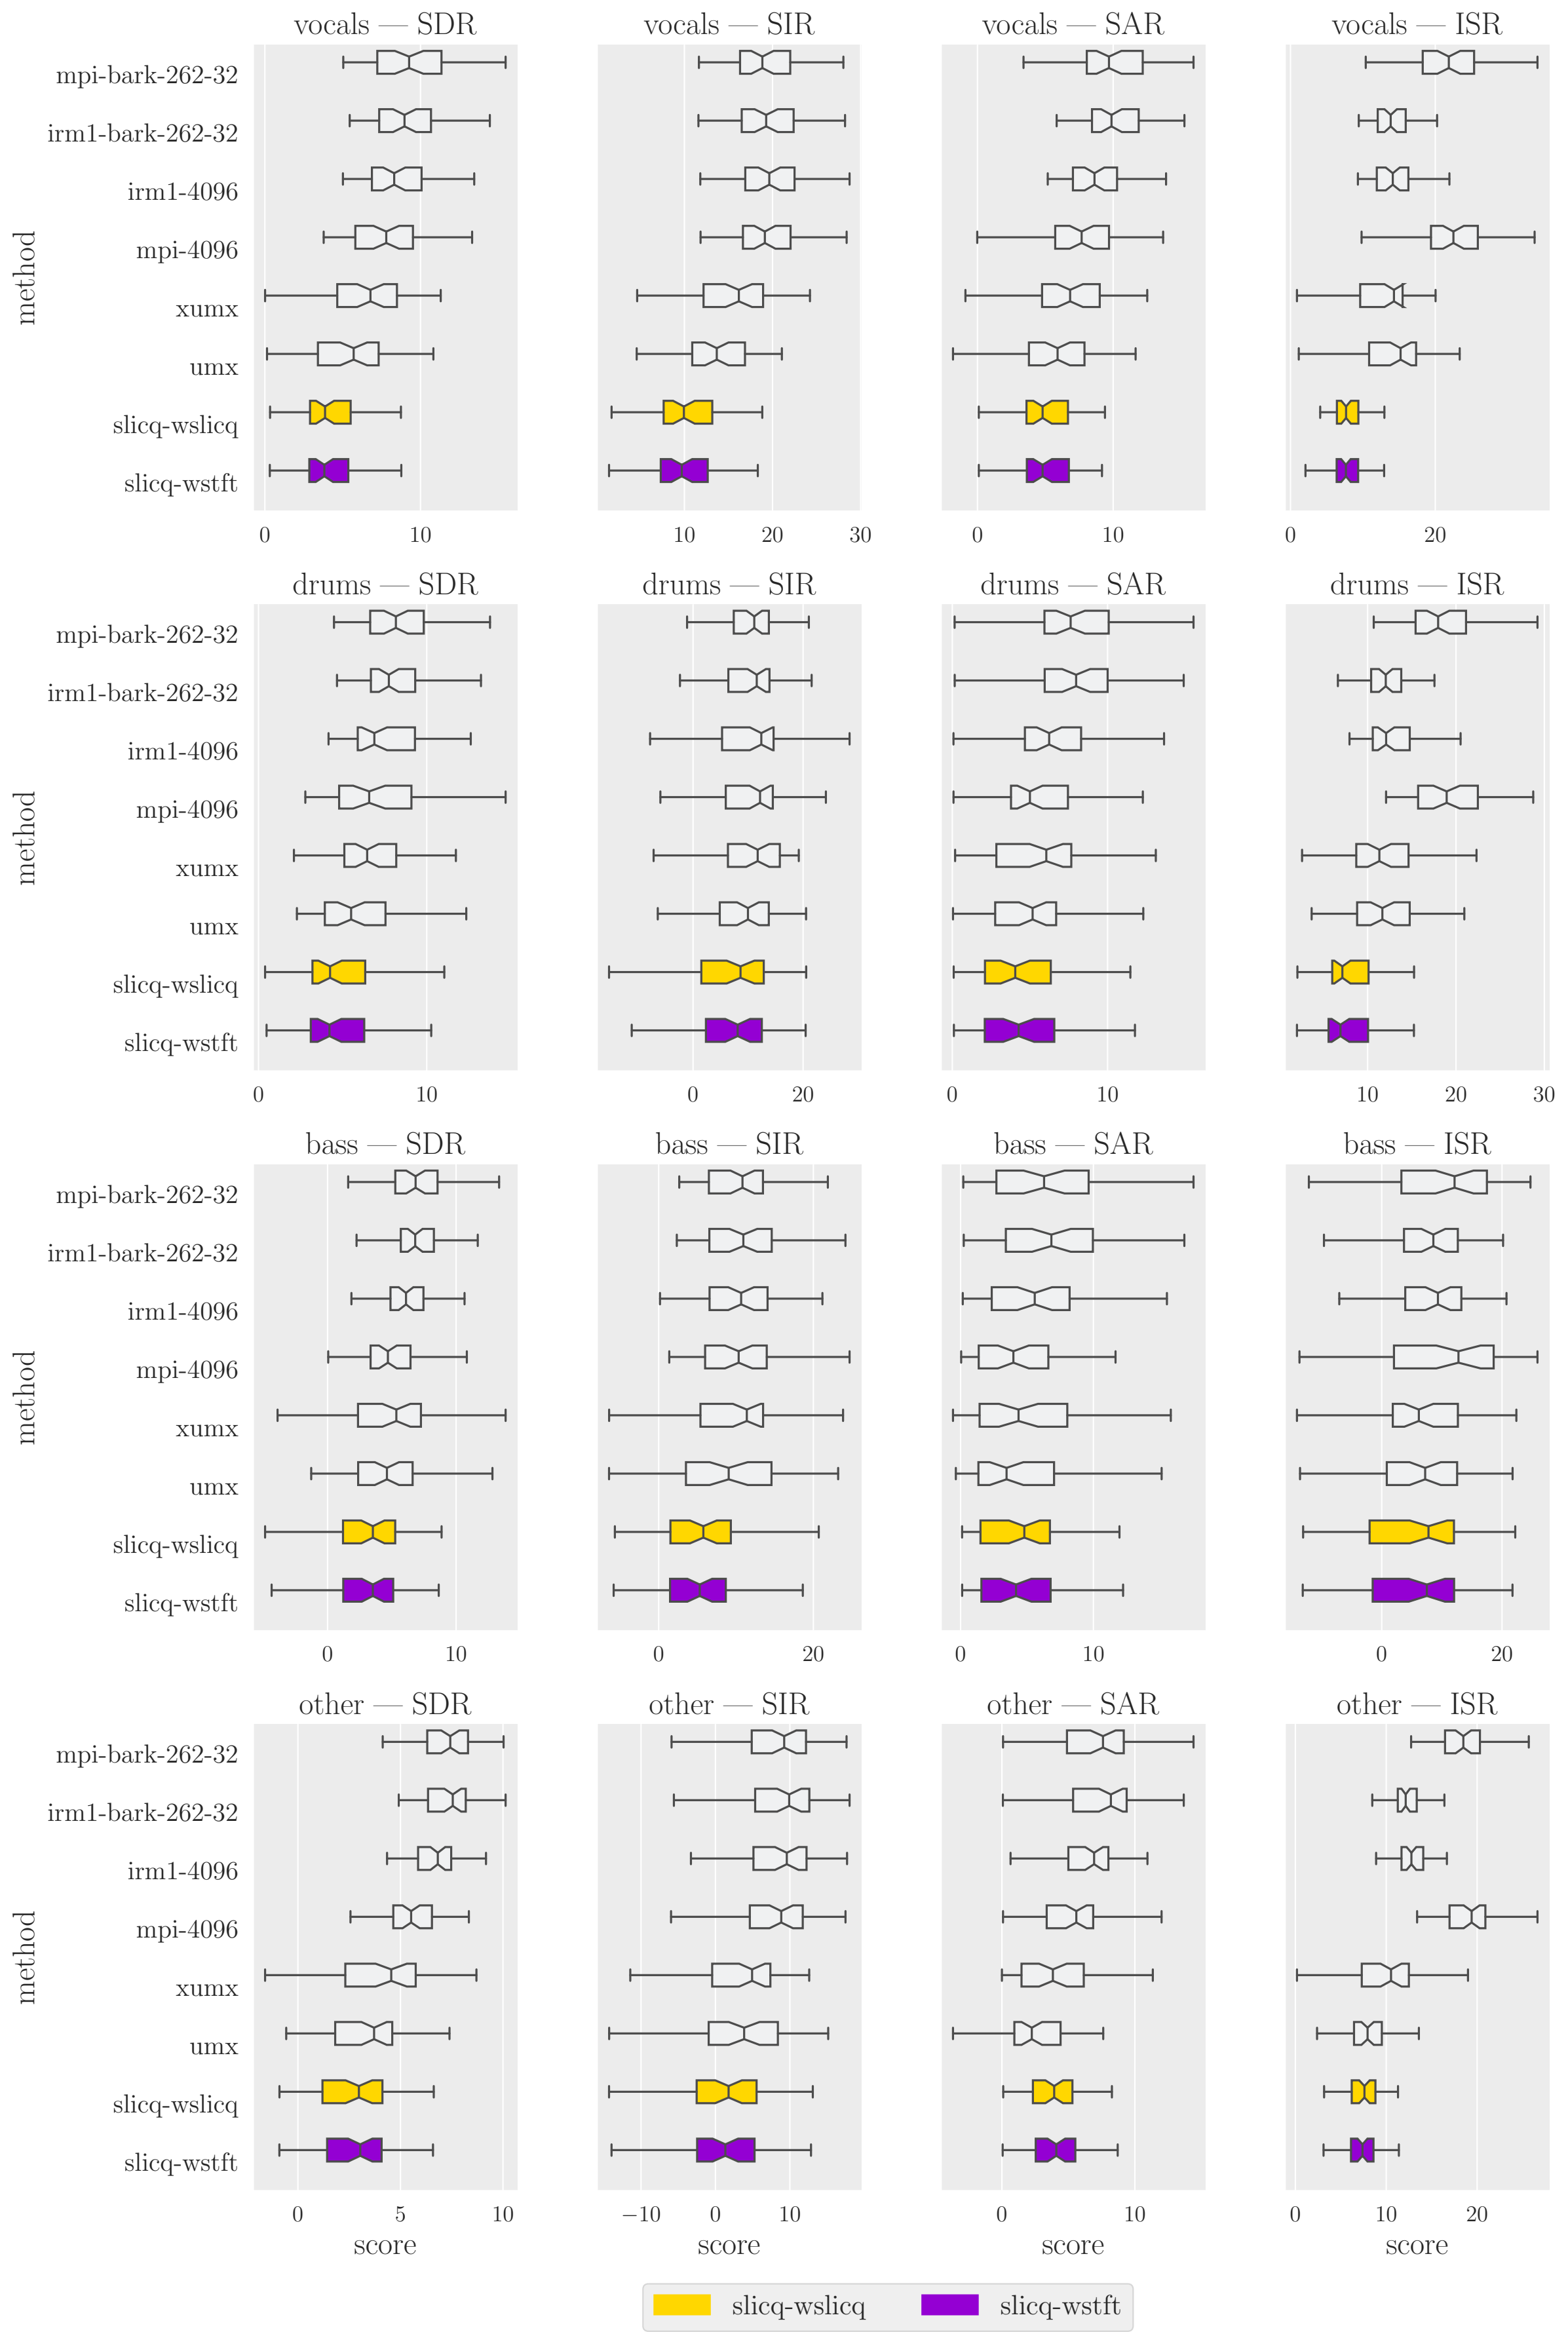 vocals — SDR
vocals — SIR
vocals — SAR
vocals — ISR
method
mpi-bark-262-32
irm1-bark-262-32
irm1-4096
mpi-4096
xumx
umx
slicq-wslicq
slicq-wstft
0 10
10 20 30
0 10
0 20
drums — SDR
drums — SIR
drums — SAR
drums — ISR
method
mpi-bark-262-32
irm1-bark-262-32
irm1-4096
mpi-4096
xumx
umx
slicq-wslicq
slicq-wstft
0 10
0 20
0 10
10 20 30
bass — SDR
bass — SIR
bass — SAR
bass — ISR
method
mpi-bark-262-32
irm1-bark-262-32
irm1-4096
mpi-4096
xumx
umx
slicq-wslicq
slicq-wstft
0 10
0 20
0 10
0 20
other — SDR
other — SIR
other — SAR
other — ISR
method
mpi-bark-262-32
irm1-bark-262-32
irm1-4096
mpi-4096
xumx
umx
slicq-wslicq
slicq-wstft
0 5 10
−10 0 10
0 10
0 10 20
score
score
score
score
slicq-wslicq
slicq-wstft